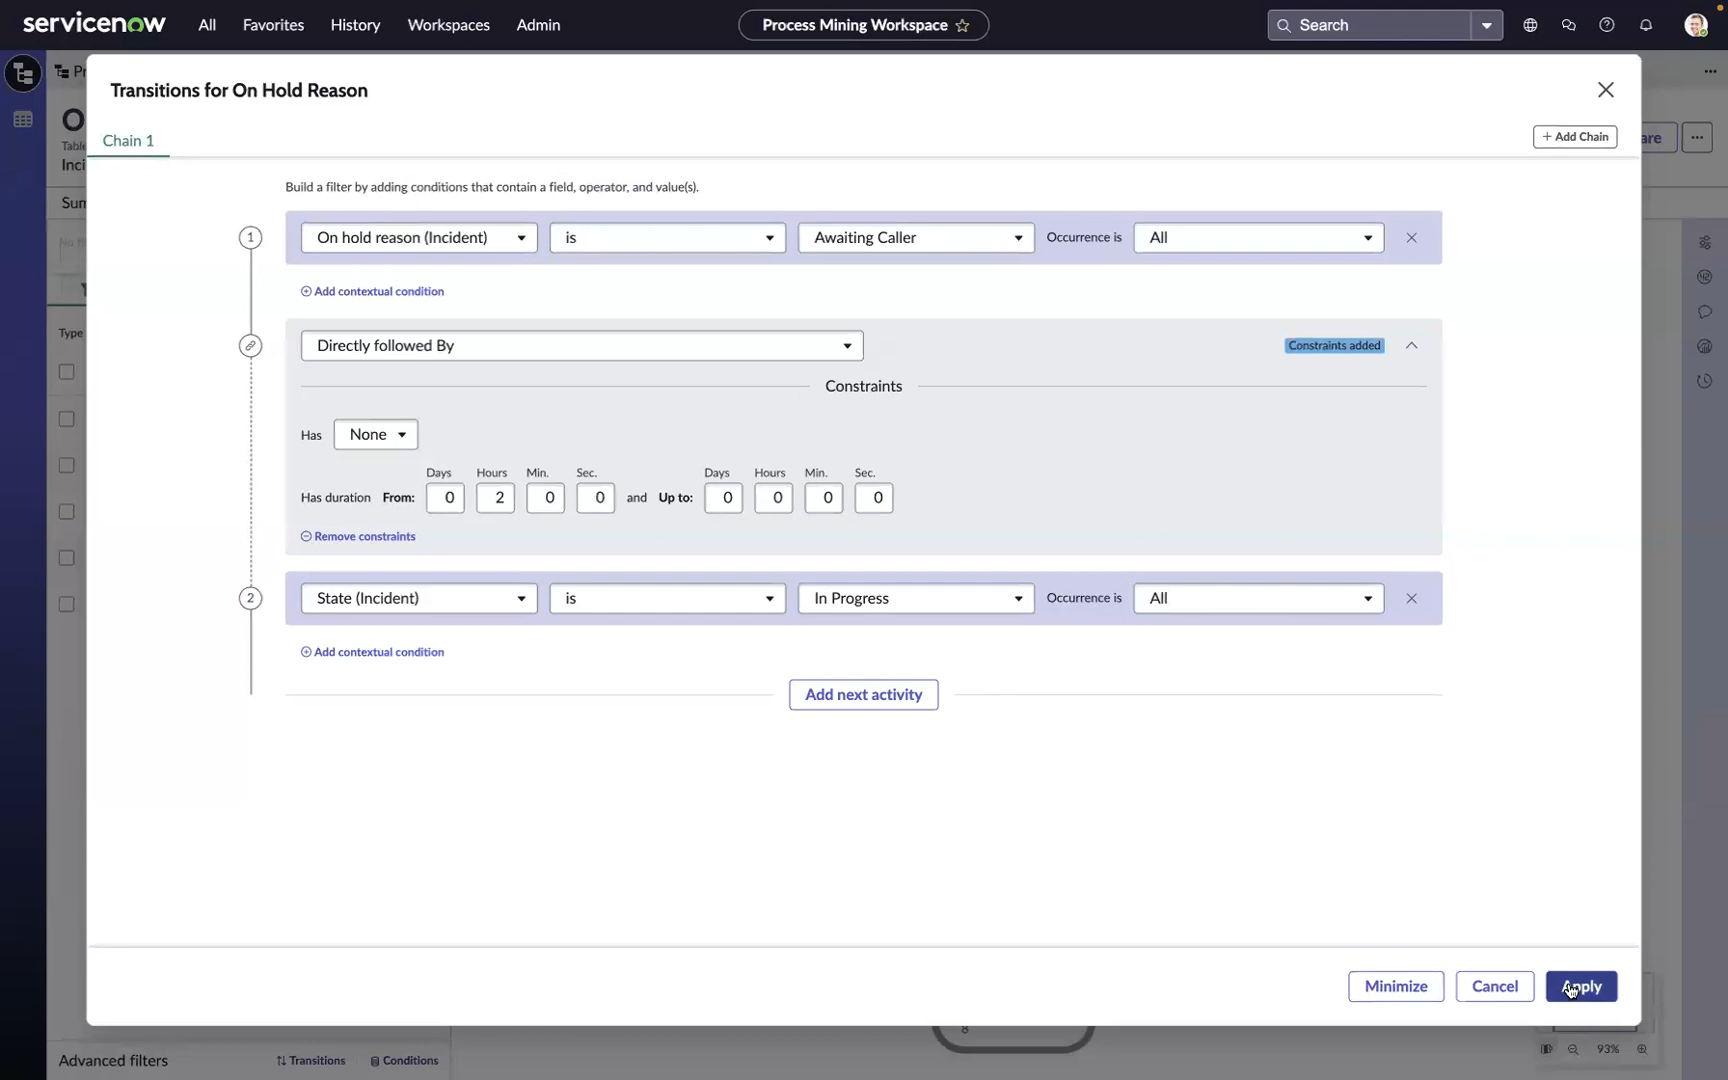 servicenow All Favorites History Workspaces Admin Process Mining Workspace Search
Transitions for On Hold Reason
Chain 1
+ Add Chain
Build a filter by adding conditions that contain a field, operator, and value(s).
1 On hold reason (Incident) is Awaiting Caller Occurrence is All
Add contextual condition
Directly followed By Constraints added
Constraints
Has None
Days Hours Min. Sec. Days Hours Min. Sec.
Has duration From: 0 2 0 0 and Up to: 0 0 0 0
Remove constraints
2 State (Incident) is In Progress Occurrence is All
Add contextual condition
Add next activity
Minimize Cancel Apply
Type
8
Advanced filters Transitions Conditions 93%